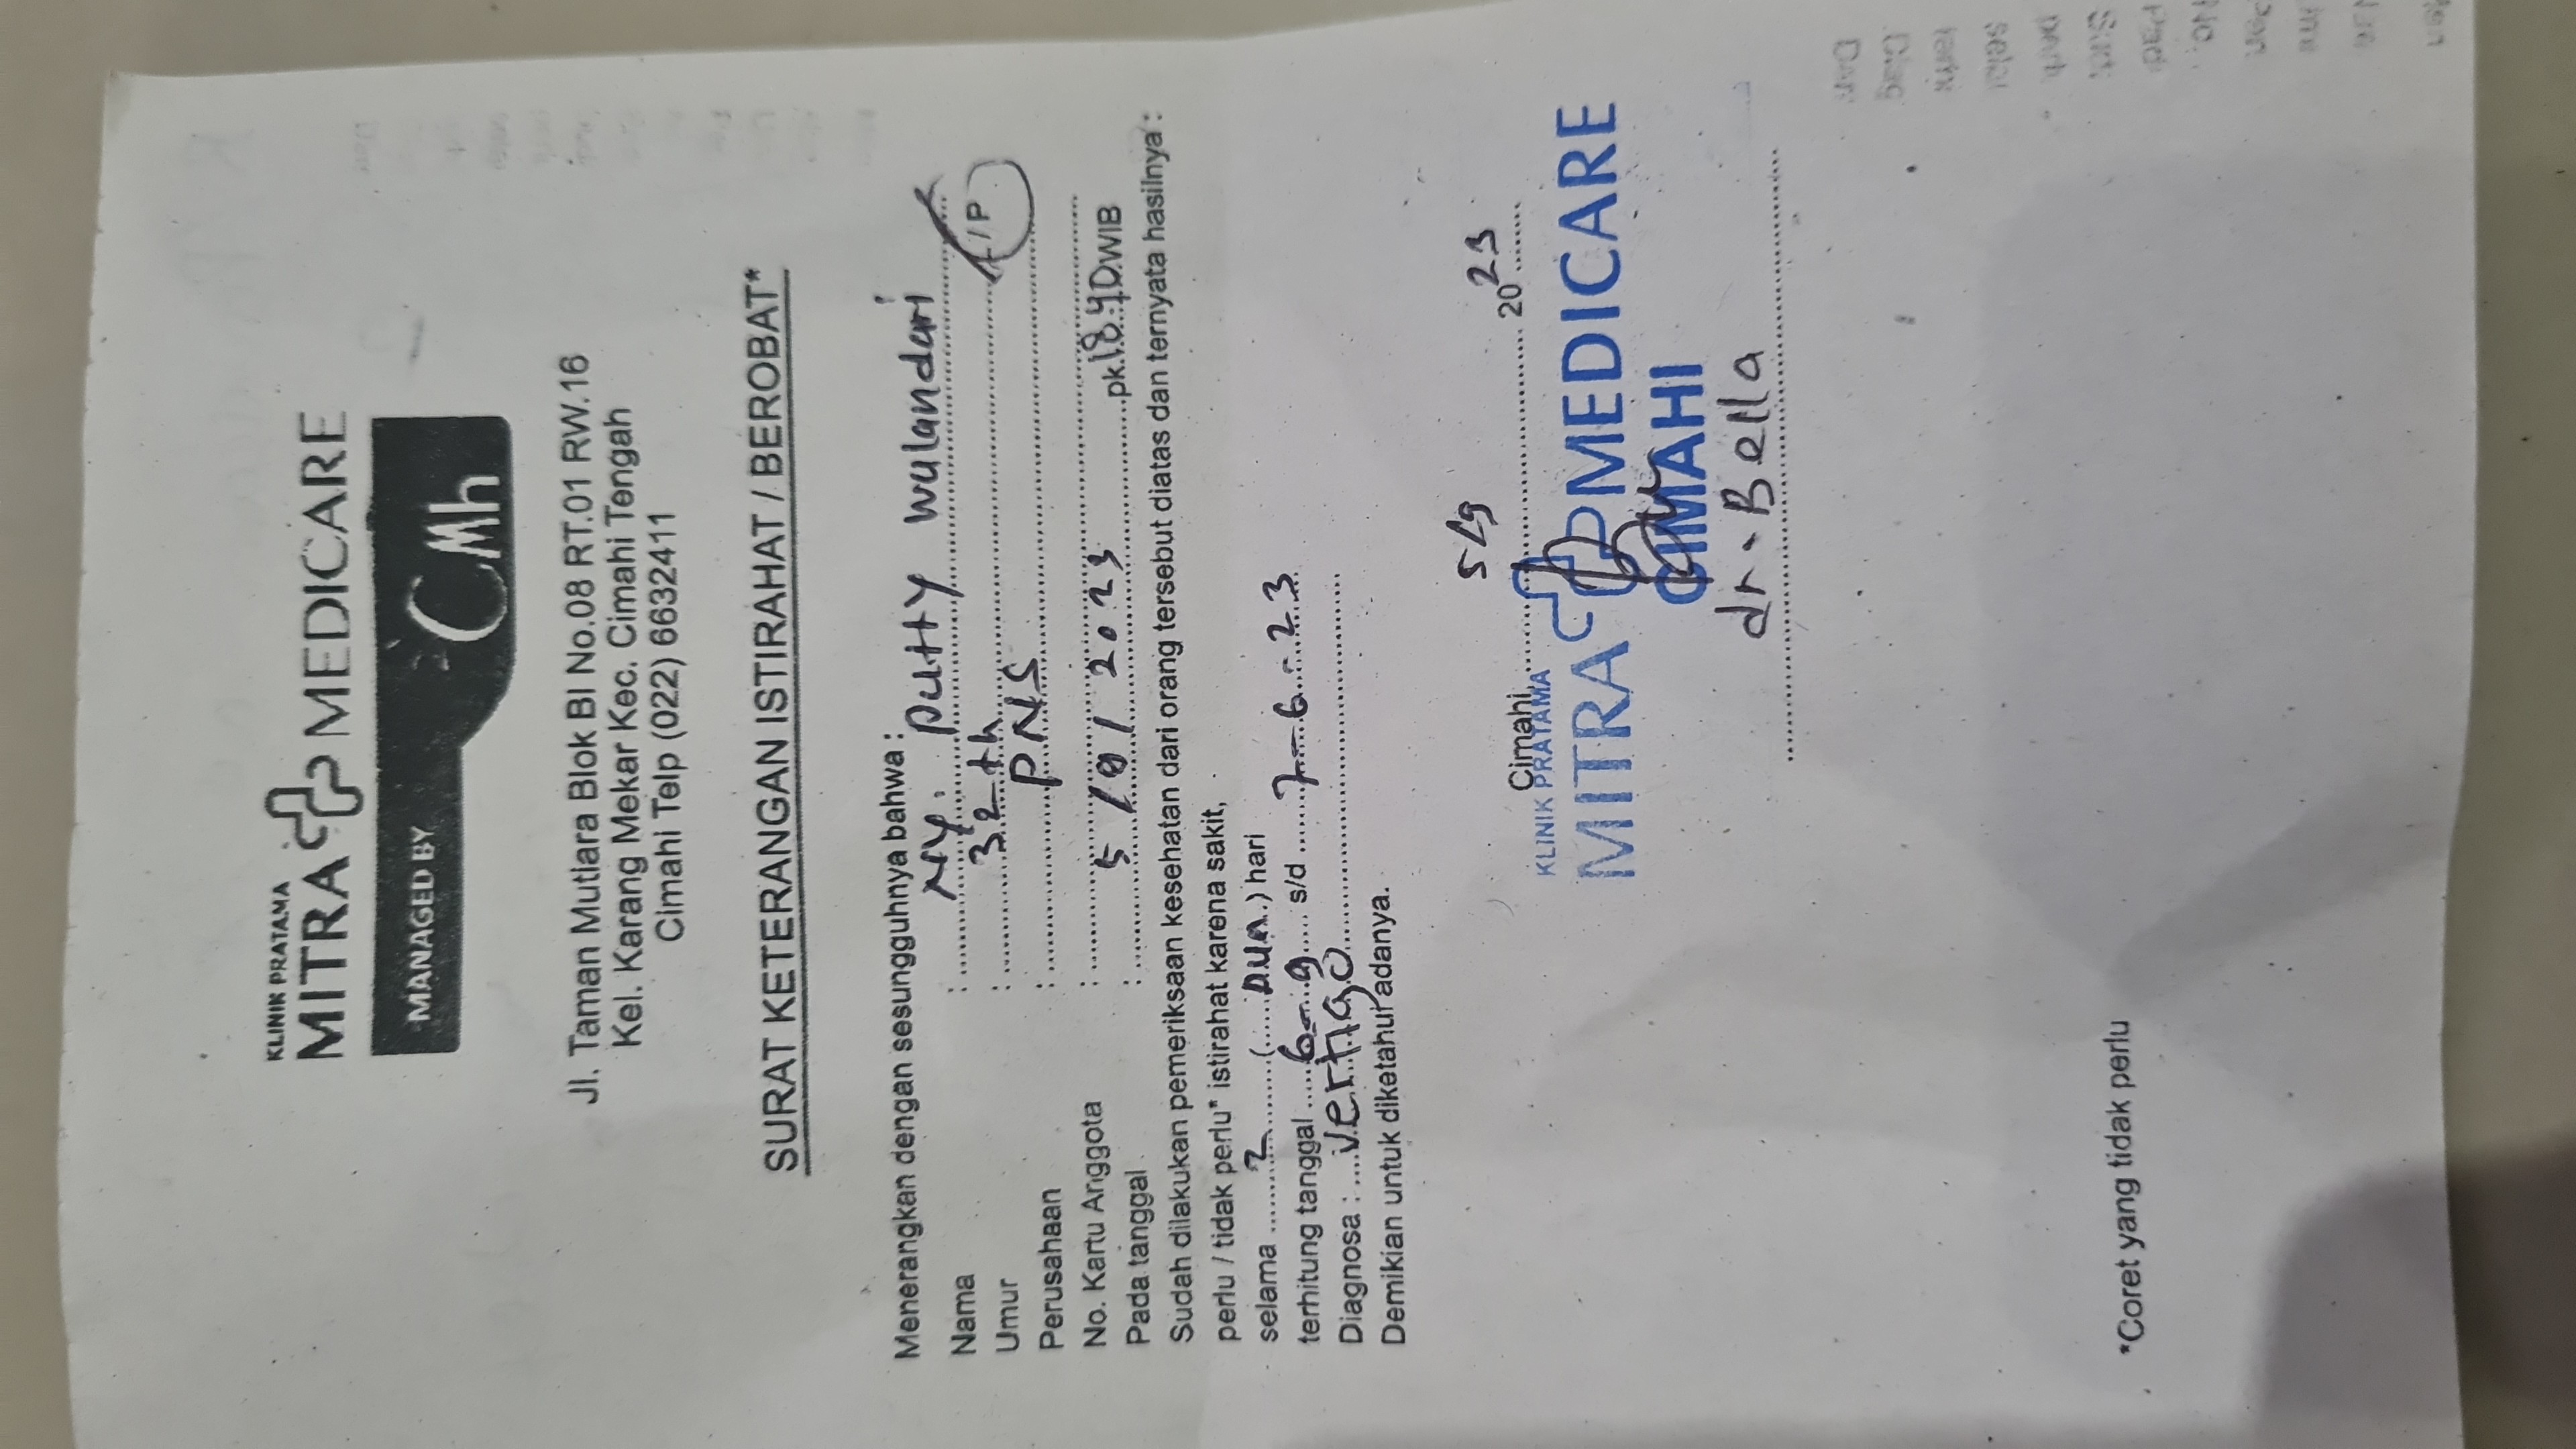 KLINIK PRATAMA
MITRA MEDICARE
MANAGED BY CMh
Jl. Taman Mutiara Blok BI No.08 RT.01 RW.16
Kel. Karang Mekar Kec. Cimahi Tengah
Cimahi Telp (022) 6632411
SURAT KETERANGAN ISTIRAHAT / BEROBAT*
Menerangkan dengan sesungguhnya bahwa :
Nama : Ny. Putty Wulandari
Umur : 32 th L/P
Perusahaan : PNS
No. Kartu Anggota :
Pada tanggal : 5/9/2023 pk. 18.40 WIB
Sudah dilakukan pemeriksaan kesehatan dari orang tersebut diatas dan ternyata hasilnya :
perlu / tidak perlu* istirahat karena sakit,
selama 2 (Dua) hari
terhitung tanggal 6-9 s/d 7-6-23
Diagnosa : Vertigo
Demikian untuk diketahui adanya.
Cimahi, 5/9 2023
KLINIK PRATAMA
MITRA MEDICARE
CIMAHI
dr. Bella
*Coret yang tidak perlu